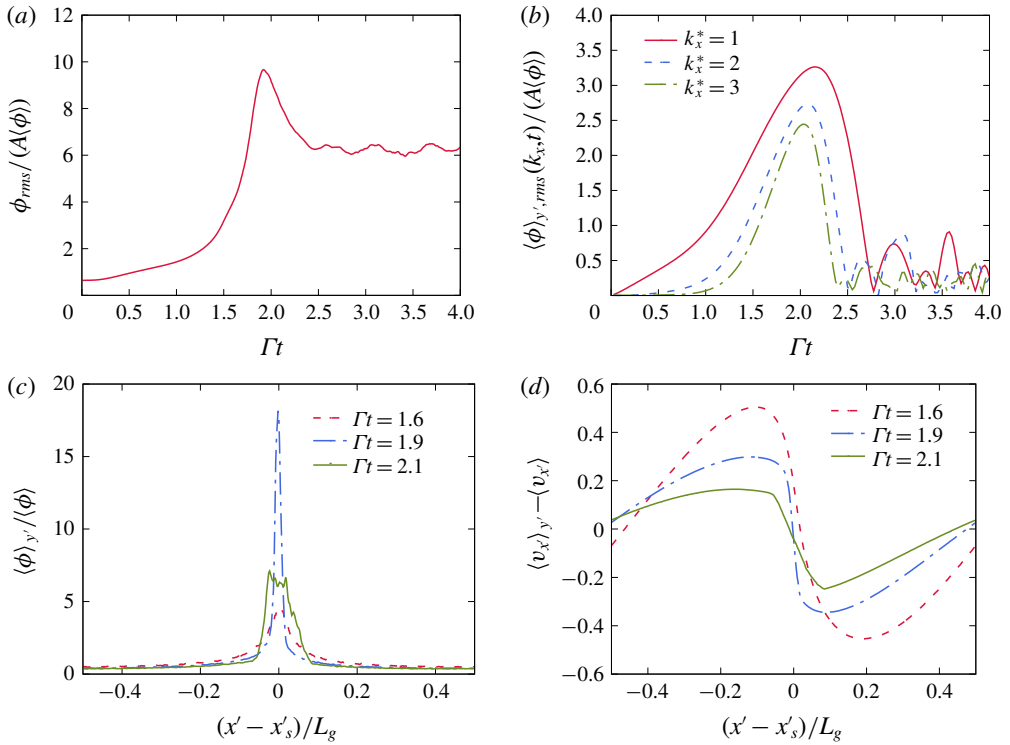 (a)
12
10
8
6
4
2
0 0.5 1.0 1.5 2.0 2.5 3.0 3.5 4.0
ϕrms/(A⟨ϕ⟩)
Γt
(b)
4.0
3.5
3.0
2.5
2.0
1.5
1.0
0.5
0 0.5 1.0 1.5 2.0 2.5 3.0 3.5 4.0
k*x = 1
k*x = 2
k*x = 3
⟨ϕ⟩y′,rms(kx,t)/(A⟨ϕ⟩)
Γt
(c)
20
15
10
5
0
−0.4 −0.2 0 0.2 0.4
Γt = 1.6
Γt = 1.9
Γt = 2.1
⟨ϕ⟩y′/⟨ϕ⟩
(x′ − x′s)/Lg
(d)
0.6
0.4
0.2
0
−0.2
−0.4
−0.6
−0.4 −0.2 0 0.2 0.4
Γt = 1.6
Γt = 1.9
Γt = 2.1
⟨vx′⟩y′−⟨vx′⟩
(x′ − x′s)/Lg